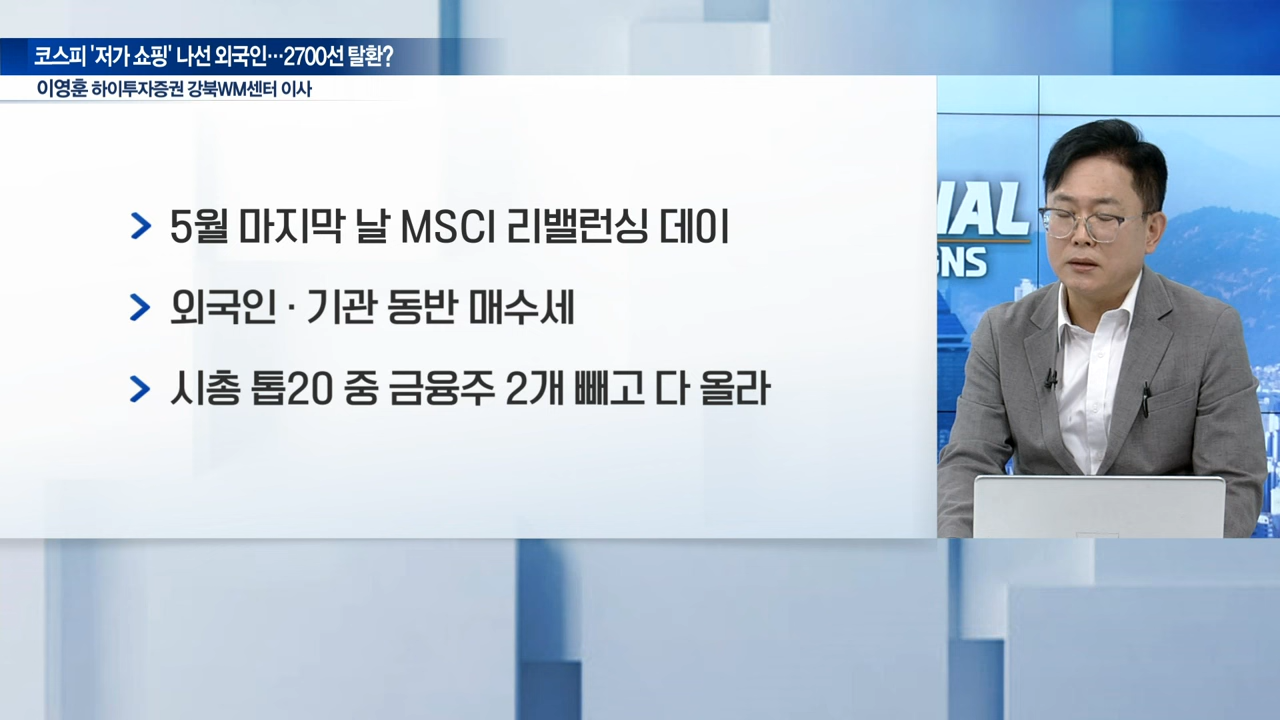 코스피 '저가 쇼핑' 나선 외국인…2700선 탈환?
이영훈 하이투자증권 강북WM센터 이사
5월 마지막 날 MSCI 리밸런싱 데이
외국인·기관 동반 매수세
시총 톱20 중 금융주 2개 빼고 다 올라